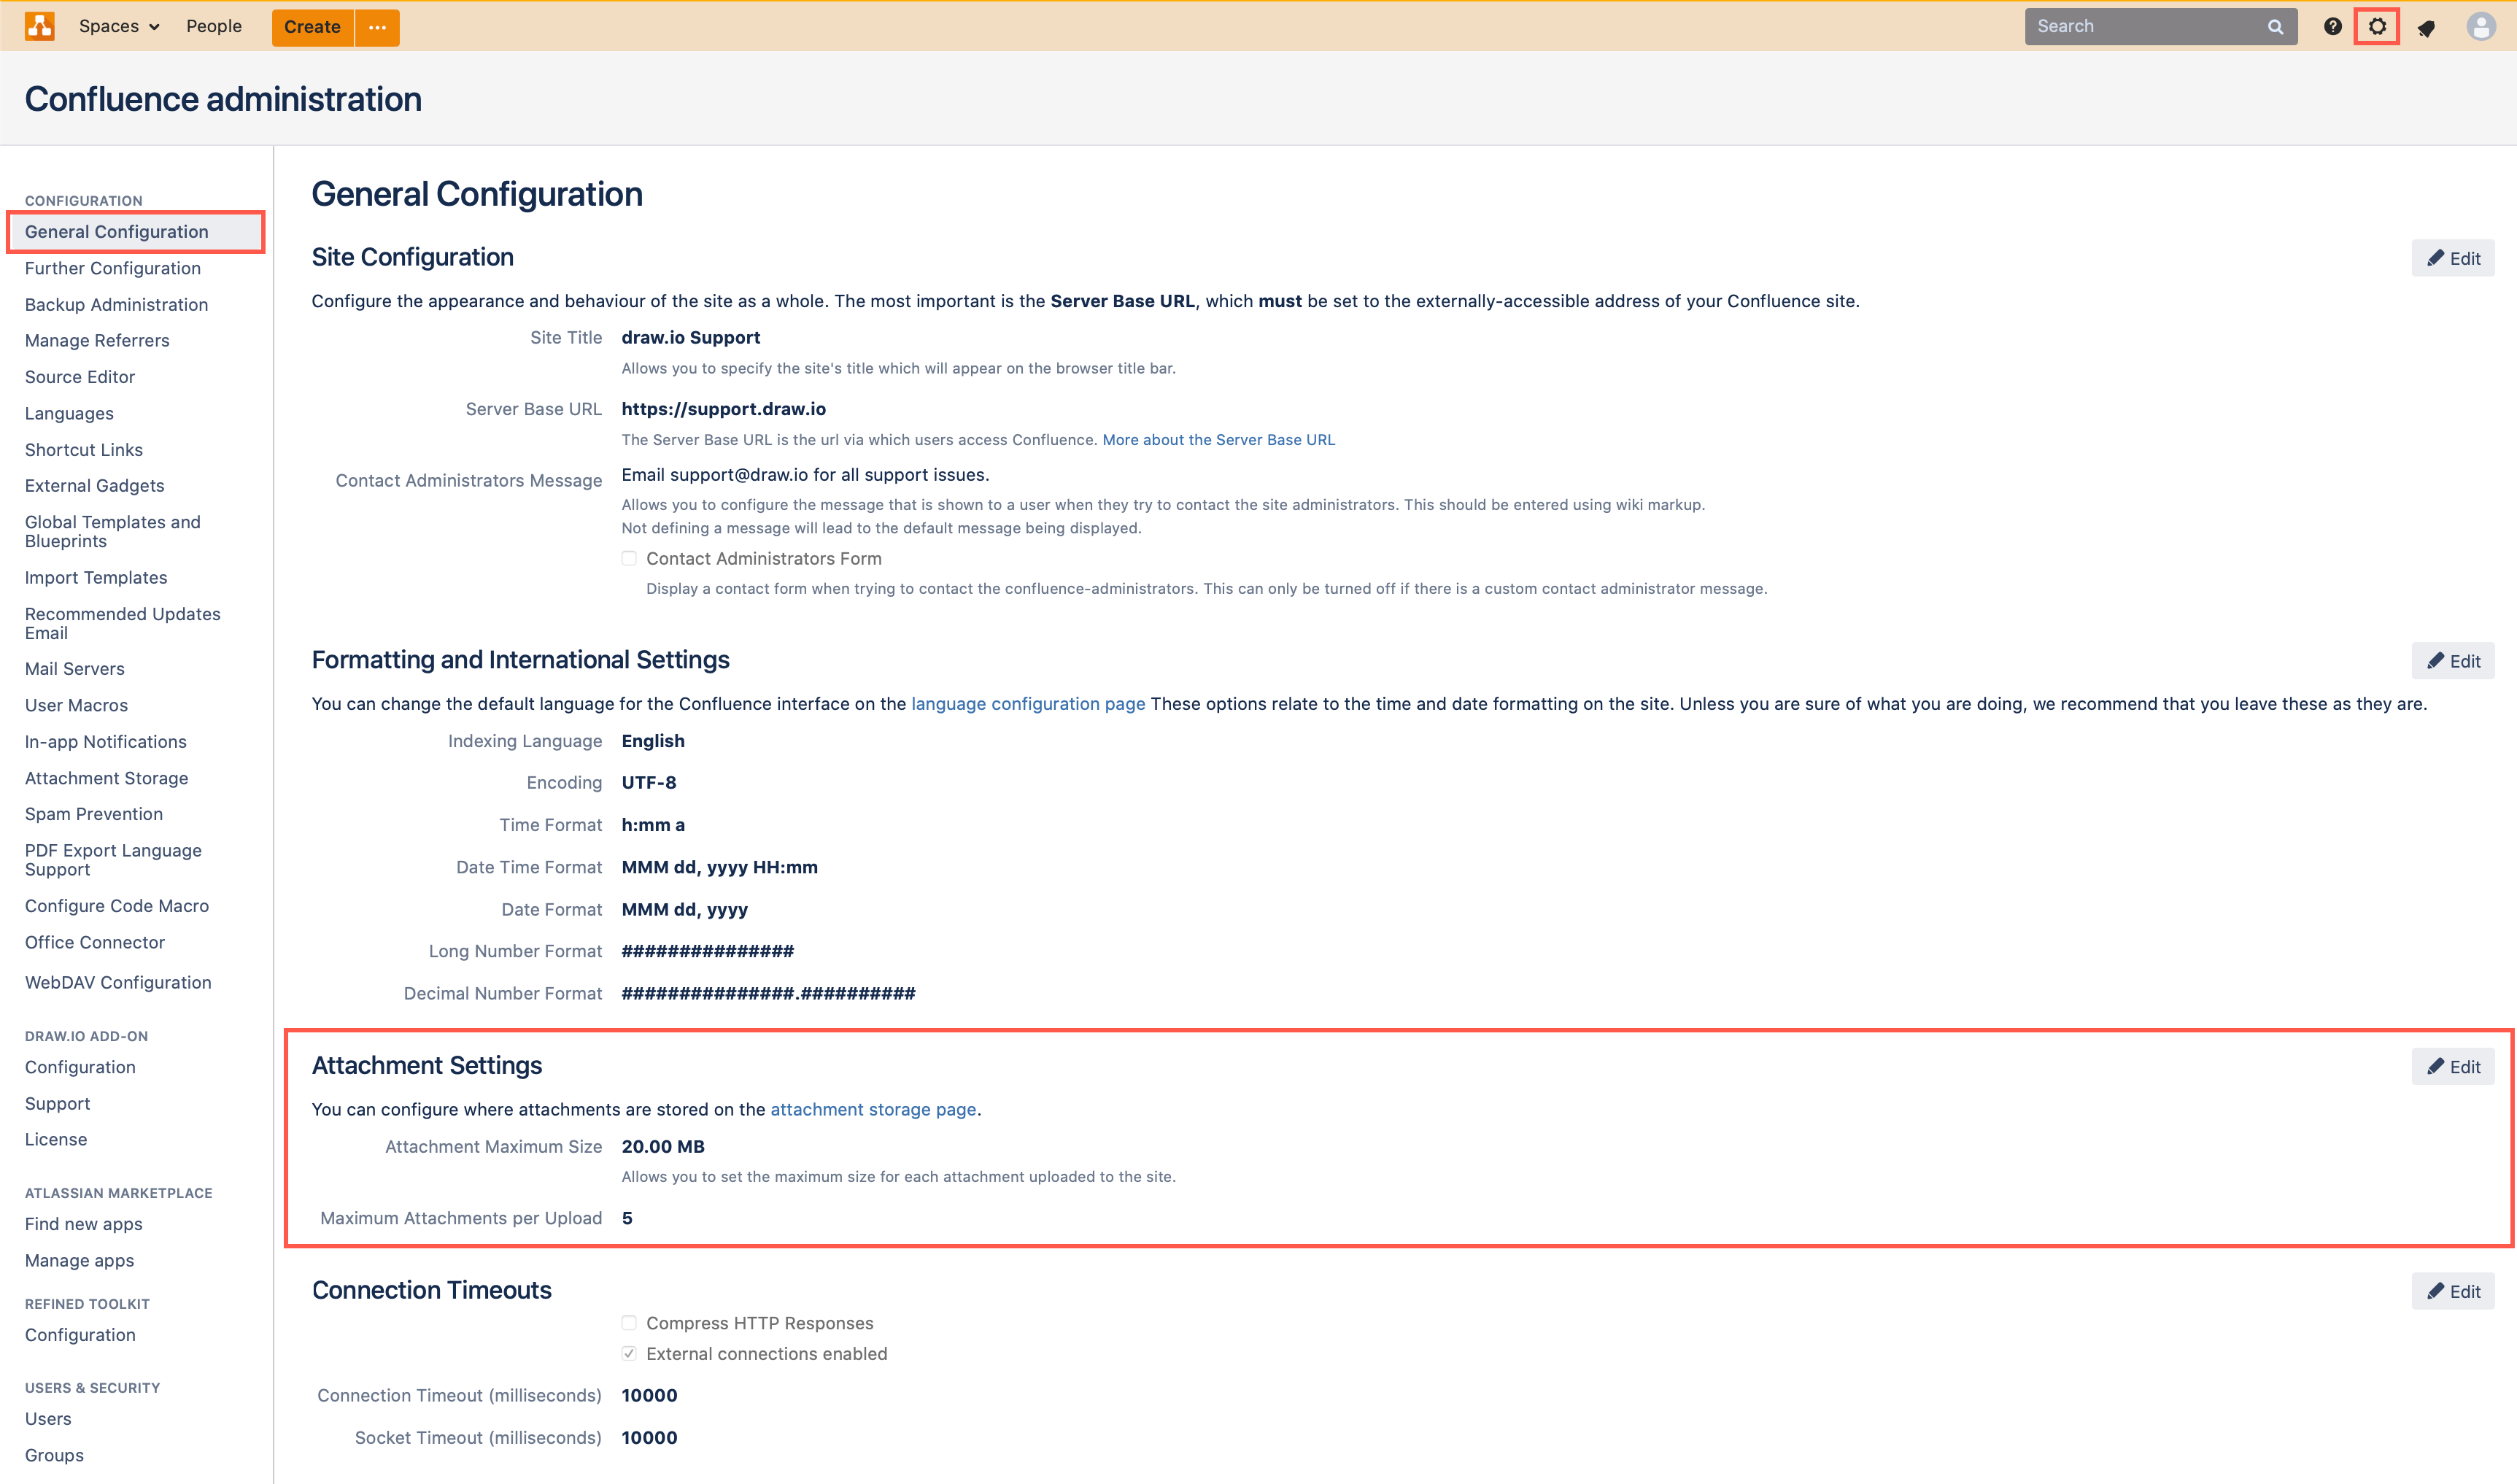 Spaces People Create ··· Search
Confluence administration
CONFIGURATION
General Configuration
Further Configuration
Backup Administration
Manage Referrers
Source Editor
Languages
Shortcut Links
External Gadgets
Global Templates and
Blueprints
Import Templates
Recommended Updates
Email
Mail Servers
User Macros
In-app Notifications
Attachment Storage
Spam Prevention
PDF Export Language
Support
Configure Code Macro
Office Connector
WebDAV Configuration
DRAW.IO ADD-ON
Configuration
Support
License
ATLASSIAN MARKETPLACE
Find new apps
Manage apps
REFINED TOOLKIT
Configuration
USERS & SECURITY
Users
Groups
General Configuration
Site Configuration Edit
Configure the appearance and behaviour of the site as a whole. The most important is the Server Base URL, which must be set to the externally-accessible address of your Confluence site.
Site Title draw.io Support
Allows you to specify the site's title which will appear on the browser title bar.
Server Base URL https://support.draw.io
The Server Base URL is the url via which users access Confluence. More about the Server Base URL
Contact Administrators Message Email support@draw.io for all support issues.
Allows you to configure the message that is shown to a user when they try to contact the site administrators. This should be entered using wiki markup.
Not defining a message will lead to the default message being displayed.
Contact Administrators Form
Display a contact form when trying to contact the confluence-administrators. This can only be turned off if there is a custom contact administrator message.
Formatting and International Settings Edit
You can change the default language for the Confluence interface on the language configuration page These options relate to the time and date formatting on the site. Unless you are sure of what you are doing, we recommend that you leave these as they are.
Indexing Language English
Encoding UTF-8
Time Format h:mm a
Date Time Format MMM dd, yyyy HH:mm
Date Format MMM dd, yyyy
Long Number Format ###############
Decimal Number Format ###############.##########
Attachment Settings Edit
You can configure where attachments are stored on the attachment storage page.
Attachment Maximum Size 20.00 MB
Allows you to set the maximum size for each attachment uploaded to the site.
Maximum Attachments per Upload 5
Connection Timeouts Edit
Compress HTTP Responses
External connections enabled
Connection Timeout (milliseconds) 10000
Socket Timeout (milliseconds) 10000